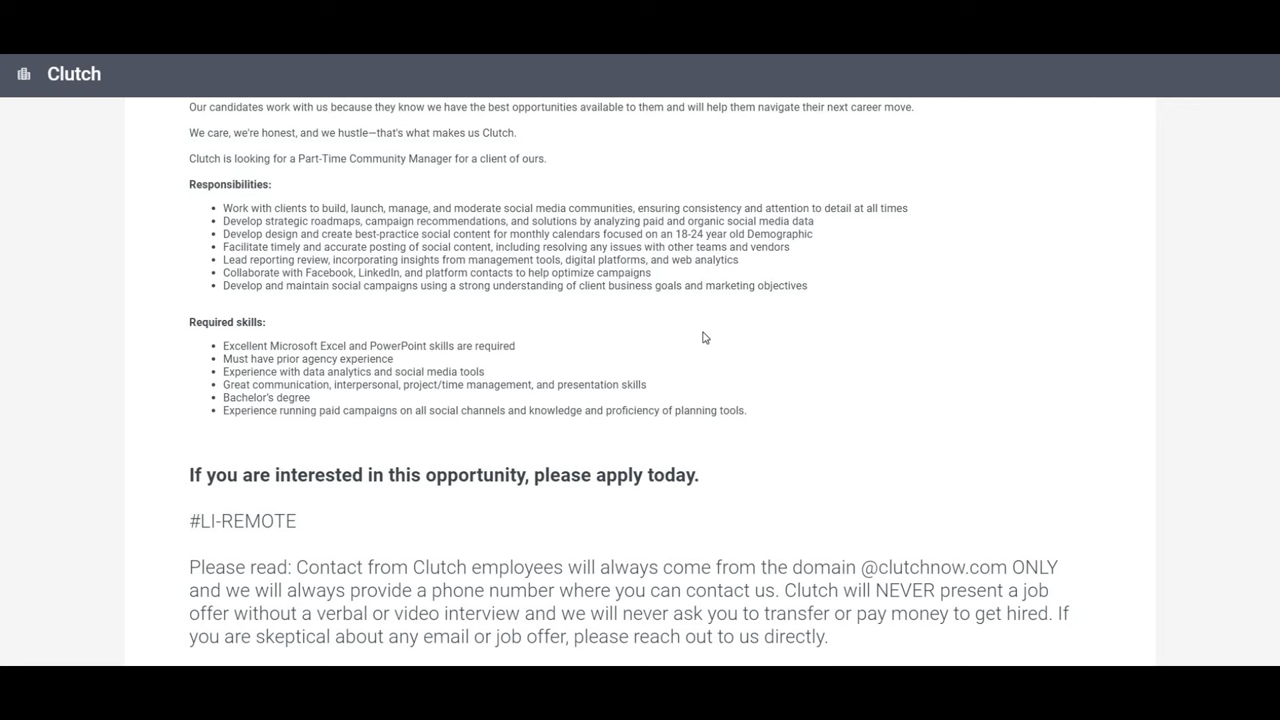 Clutch
Our candidates work with us because they know we have the best opportunities available to them and will help them navigate their next career move.
We care, we're honest, and we hustle—that's what makes us Clutch.
Clutch is looking for a Part-Time Community Manager for a client of ours.
Responsibilities:
• Work with clients to build, launch, manage, and moderate social media communities, ensuring consistency and attention to detail at all times
• Develop strategic roadmaps, campaign recommendations, and solutions by analyzing paid and organic social media data
• Develop design and create best-practice social content for monthly calendars focused on an 18-24 year old Demographic
• Facilitate timely and accurate posting of social content, including resolving any issues with other teams and vendors
• Lead reporting review, incorporating insights from management tools, digital platforms, and web analytics
• Collaborate with Facebook, LinkedIn, and platform contacts to help optimize campaigns
• Develop and maintain social campaigns using a strong understanding of client business goals and marketing objectives
Required skills:
• Excellent Microsoft Excel and PowerPoint skills are required
• Must have prior agency experience
• Experience with data analytics and social media tools
• Great communication, interpersonal, project/time management, and presentation skills
• Bachelor's degree
• Experience running paid campaigns on all social channels and knowledge and proficiency of planning tools.
If you are interested in this opportunity, please apply today.
#LI-REMOTE
Please read: Contact from Clutch employees will always come from the domain @clutchnow.com ONLY
and we will always provide a phone number where you can contact us. Clutch will NEVER present a job
offer without a verbal or video interview and we will never ask you to transfer or pay money to get hired. If
you are skeptical about any email or job offer, please reach out to us directly.